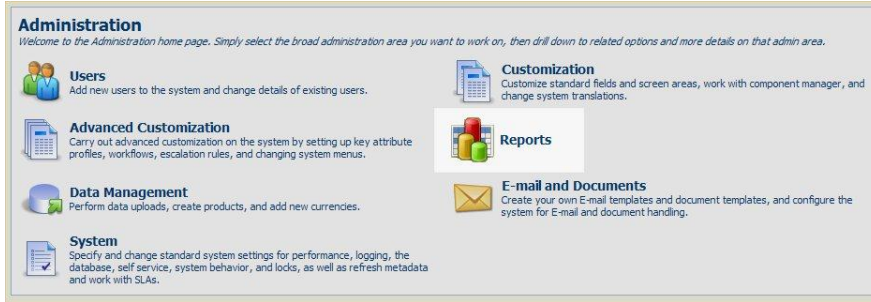 Administration
Welcome to the Administration home page. Simply select the broad administration area you want to work on, then drill down to related options and more details on that admin area.
Users
Add new users to the system and change details of existing users.
Customization
Customize standard fields and screen areas, work with component manager, and
change system translations.
Advanced Customization
Carry out advanced customization on the system by setting up key attribute
profiles, workflows, escalation rules, and changing system menus.
Reports
Data Management
Perform data uploads, create products, and add new currencies.
E-mail and Documents
Create your own E-mail templates and document templates, and configure the
system for E-mail and document handling.
System
Specify and change standard system settings for performance, logging, the
database, self service, system behavior, and locks, as well as refresh metadata
and work with SLAs.